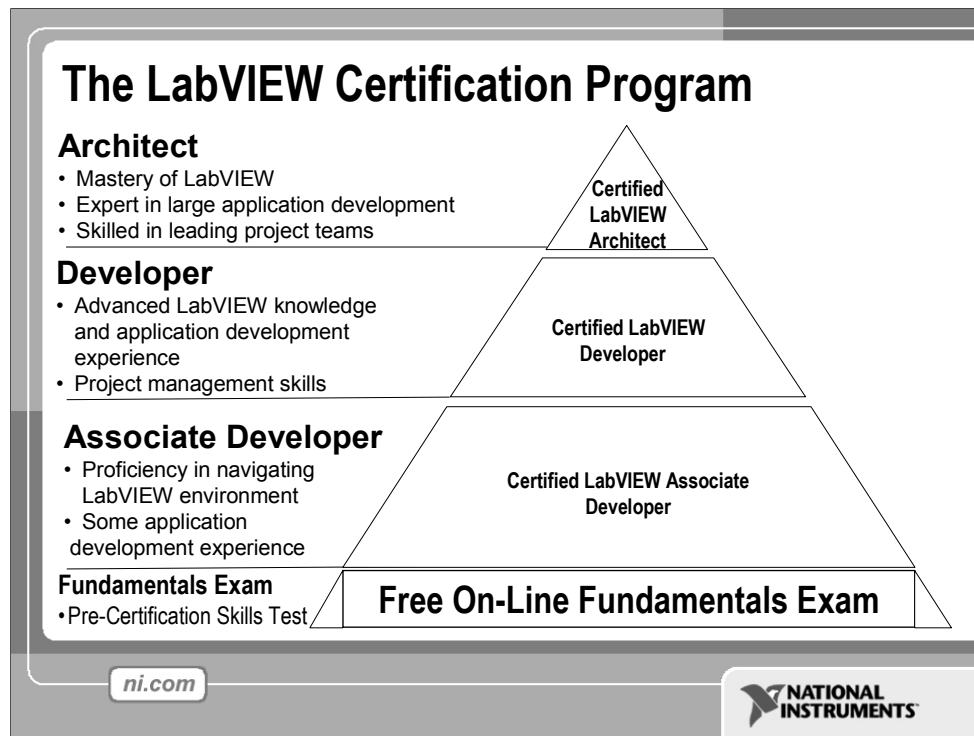 The LabVIEW Certification Program
Architect
• Mastery of LabVIEW
• Expert in large application development
• Skilled in leading project teams
Certified
LabVIEW
Architect
Developer
• Advanced LabVIEW knowledge
and application development
experience
• Project management skills
Certified LabVIEW
Developer
Associate Developer
• Proficiency in navigating
LabVIEW environment
• Some application
development experience
Certified LabVIEW Associate
Developer
Fundamentals Exam
•Pre-Certification Skills Test
Free On-Line Fundamentals Exam
ni.com
NATIONAL
INSTRUMENTS™